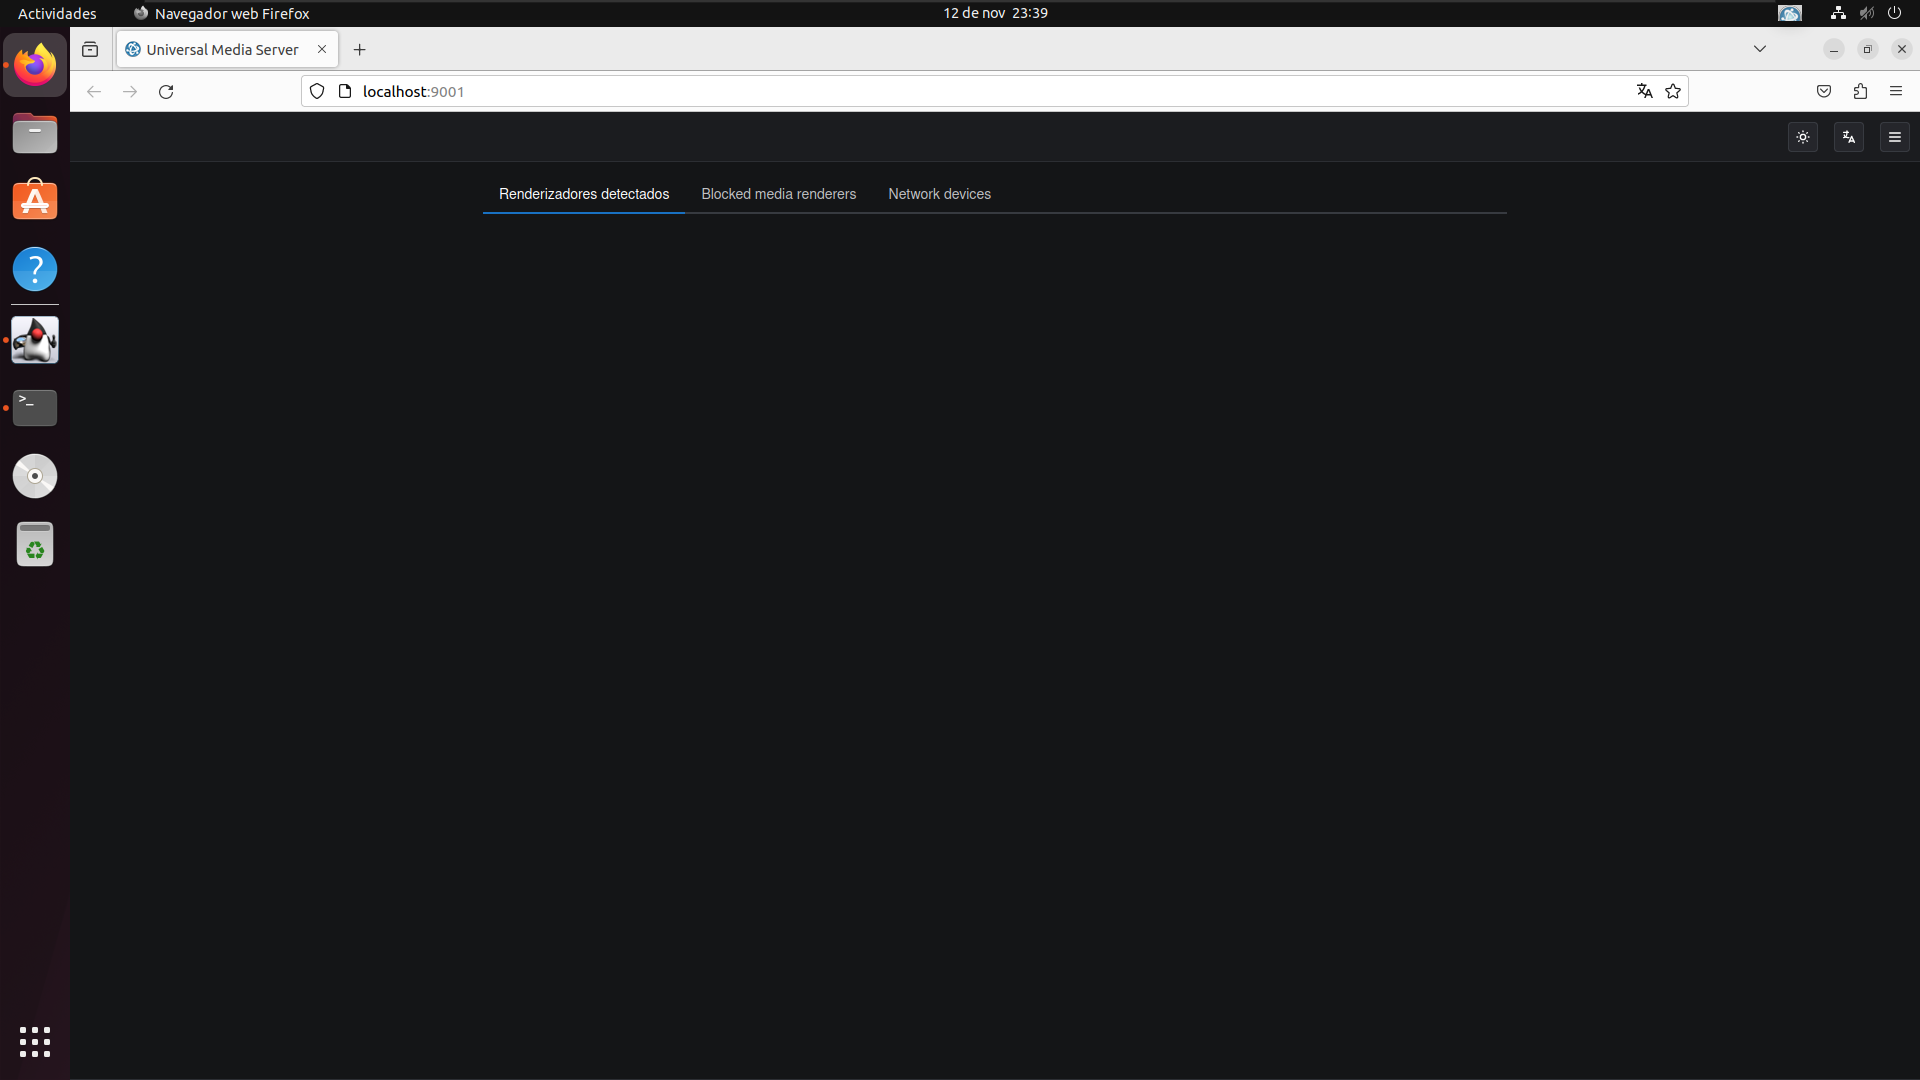 Actividades
Navegador web Firefox
12 de nov 23:39
Universal Media Server
localhost:9001
Renderizadores detectados
Blocked media renderers
Network devices